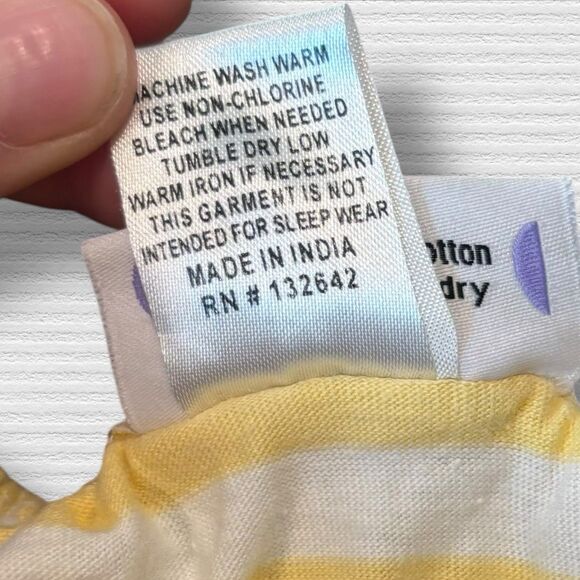 MACHINE WASH WARM
USE NON-CHLORINE
BLEACH WHEN NEEDED
TUMBLE DRY LOW
WARM IRON IF NECESSARY
THIS GARMENT IS NOT
INTENDED FOR SLEEP WEAR
MADE IN INDIA
RN # 132642
otton
dry